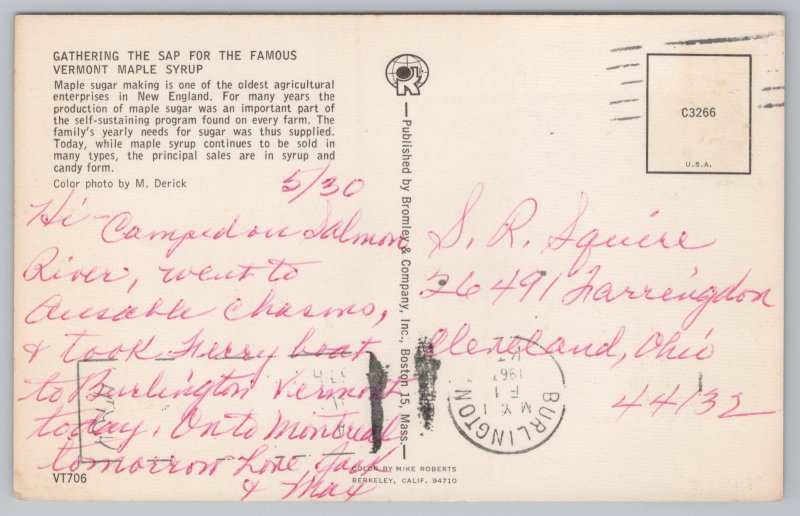 GATHERING THE SAP FOR THE FAMOUS
VERMONT MAPLE SYRUP
Maple sugar making is one of the oldest agricultural
enterprises in New England. For many years the
production of maple sugar was an important part of
the self-sustaining program found on every farm. The
family's yearly needs for sugar was thus supplied.
Today, while maple syrup continues to be sold in
many types, the principal sales are in syrup and
candy form.
Color photo by M. Derick
5/30
Hi- Camped on Salmon
River, went to
Ausable Chasms,
& took Ferry boat
to Burlington Vermont
today. On to Montreal
tomorrow Love, Jack
& Max
VT706
Published by Bromley & Company, Inc., Boston 15, Mass.
COLOR BY MIKE ROBERTS
BERKELEY, CALIF. 94710
C3266
U.S.A.
S. R. Squire
26491 Farringdon
Cleveland, Ohio
44132
BURLINGTON